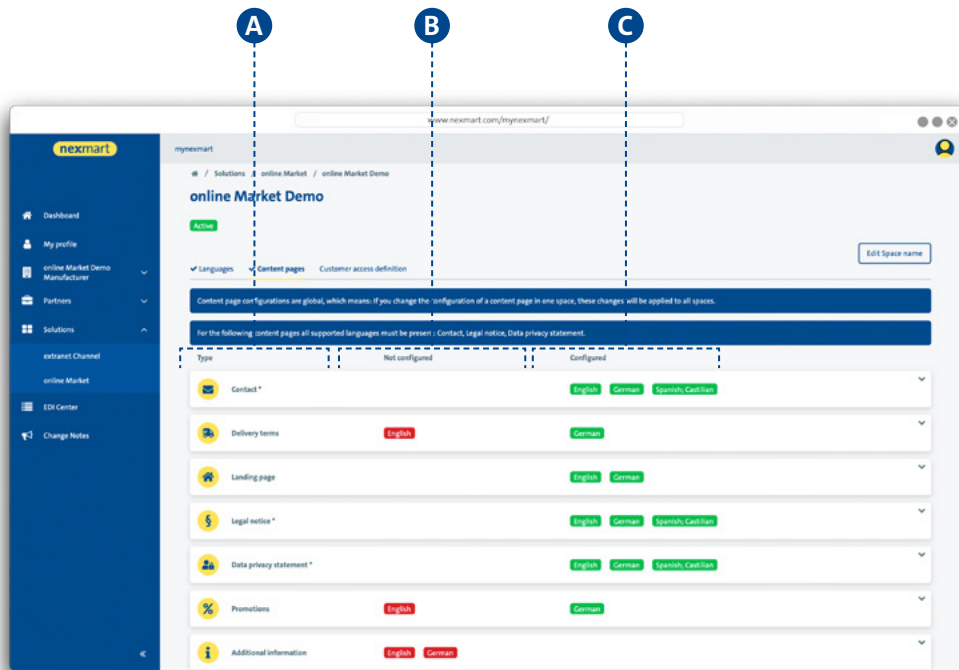 A B C
www.nexmart.com/mynexmart/
nexmart
mynexmart
/ Solutions / online Market / online Market Demo
online Market Demo
Active
Edit Space name
Languages Content pages Customer access definition
Content page configurations are global, which means: If you change the configuration of a content page in one space, these changes will be applied to all spaces.
For the following content pages all supported languages must be present: Contact, Legal notice, Data privacy statement.
Type Not configured Configured
Contact * English German Spanish; Castilian
Delivery terms English German
Landing page English German
§ Legal notice * English German Spanish; Castilian
Data privacy statement * English German Spanish; Castilian
% Promotions English German
i Additional information English German
Dashboard
My profile
online Market Demo
Manufacturer
Partners
Solutions
extranet Channel
online Market
EDI Center
Change Notes
«